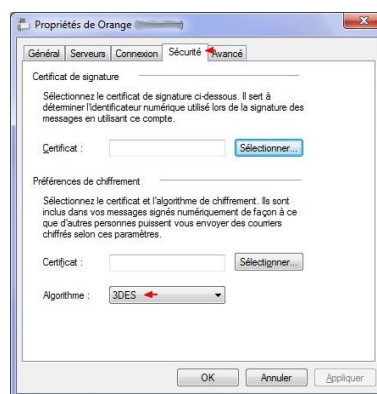 Propriétés de Orange
Général Serveurs Connexion Sécurité Avancé
Certificat de signature
Sélectionnez le certificat de signature ci-dessous. Il sert à
déterminer l'identificateur numérique utilisé lors de la signature des
messages en utilisant ce compte.
Certificat : Sélectionner...
Préférences de chiffrement
Sélectionnez le certificat et l'algorithme de chiffrement. Ils sont
inclus dans vos messages signés numériquement de façon à ce
que d'autres personnes puissent vous envoyer des courriers
chiffrés selon ces paramètres.
Certificat : Sélectionner...
Algorithme : 3DES
OK Annuler Appliquer